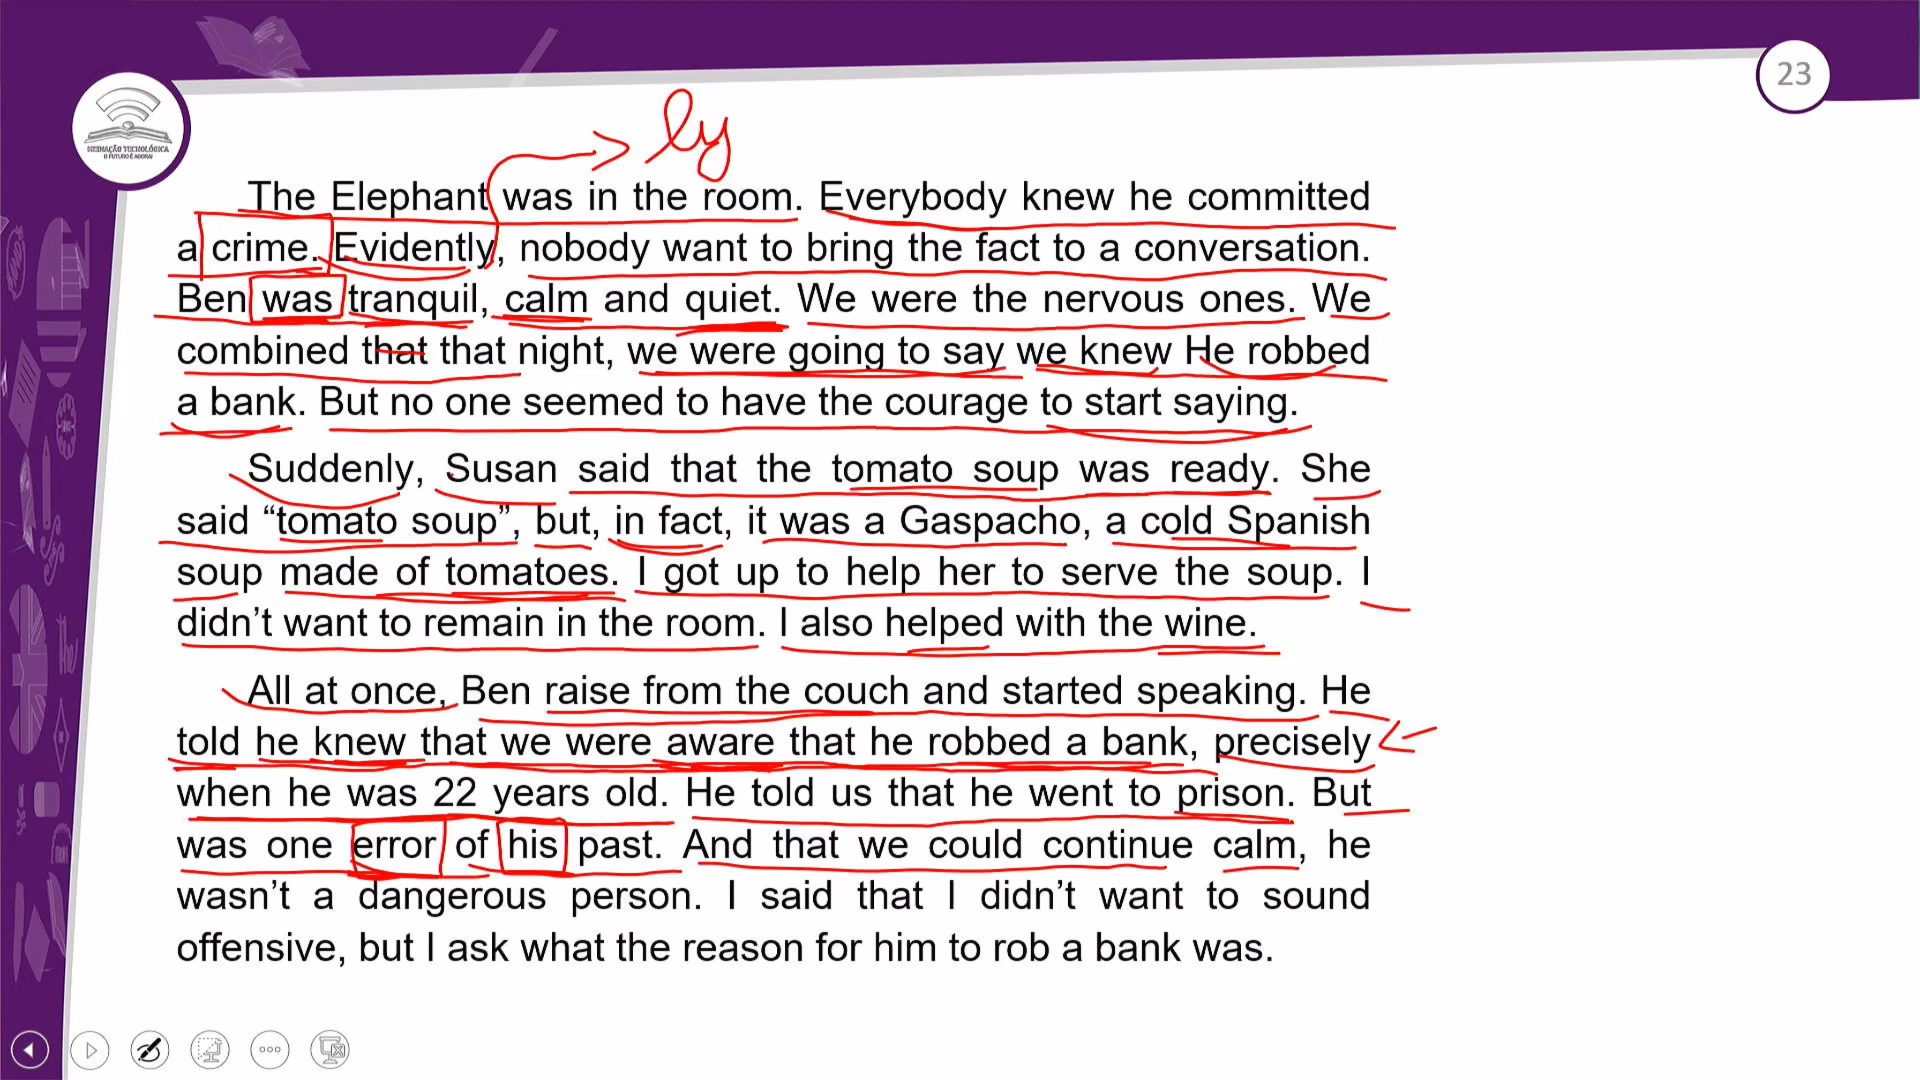 23
MEDIAÇÃO TECNOLÓGICA
O FUTURO É AGORA!
ly
The Elephant was in the room. Everybody knew he committed
a crime. Evidently, nobody want to bring the fact to a conversation.
Ben was tranquil, calm and quiet. We were the nervous ones. We
combined that that night, we were going to say we knew He robbed
a bank. But no one seemed to have the courage to start saying.
Suddenly, Susan said that the tomato soup was ready. She
said “tomato soup”, but, in fact, it was a Gaspacho, a cold Spanish
soup made of tomatoes. I got up to help her to serve the soup. I
didn’t want to remain in the room. I also helped with the wine.
All at once, Ben raise from the couch and started speaking. He
told he knew that we were aware that he robbed a bank, precisely
when he was 22 years old. He told us that he went to prison. But
was one error of his past. And that we could continue calm, he
wasn’t a dangerous person. I said that I didn’t want to sound
offensive, but I ask what the reason for him to rob a bank was.